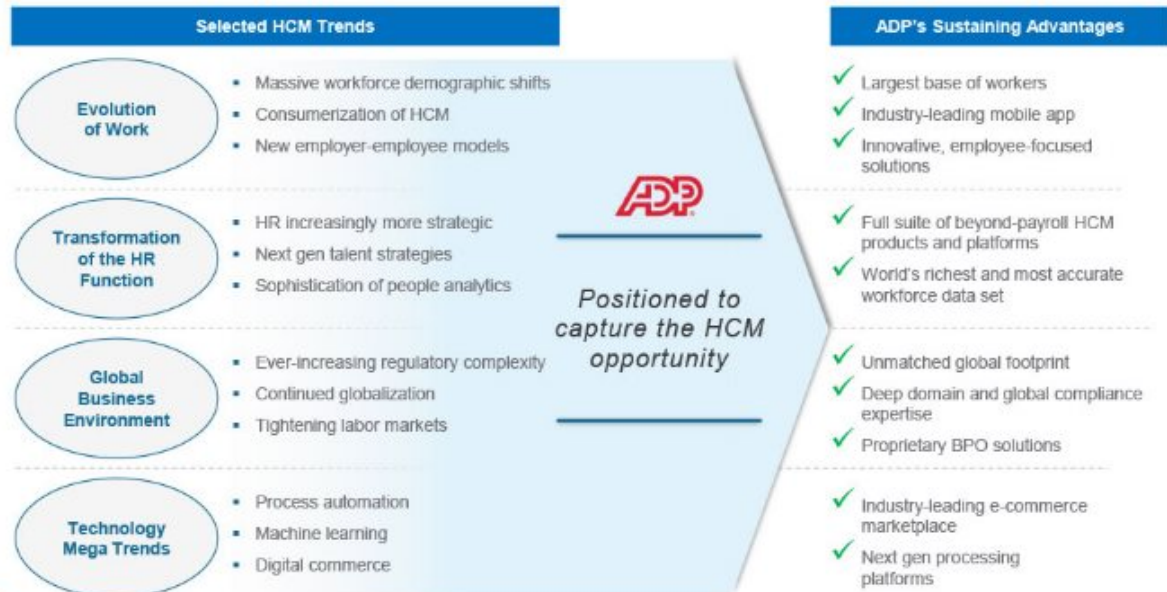 Selected HCM Trends
ADP's Sustaining Advantages
Evolution
of Work
Massive workforce demographic shifts
Consumerization of HCM
New employer-employee models
Largest base of workers
Industry-leading mobile app
Innovative, employee-focused
solutions
ADP
Positioned to
capture the HCM
opportunity
Transformation
of the HR
Function
HR increasingly more strategic
Next gen talent strategies
Sophistication of people analytics
Full suite of beyond-payroll HCM
products and platforms
World's richest and most accurate
workforce data set
Global
Business
Environment
Ever-increasing regulatory complexity
Continued globalization
Tightening labor markets
Unmatched global footprint
Deep domain and global compliance
expertise
Proprietary BPO solutions
Technology
Mega Trends
Process automation
Machine learning
Digital commerce
Industry-leading e-commerce
marketplace
Next gen processing
platforms